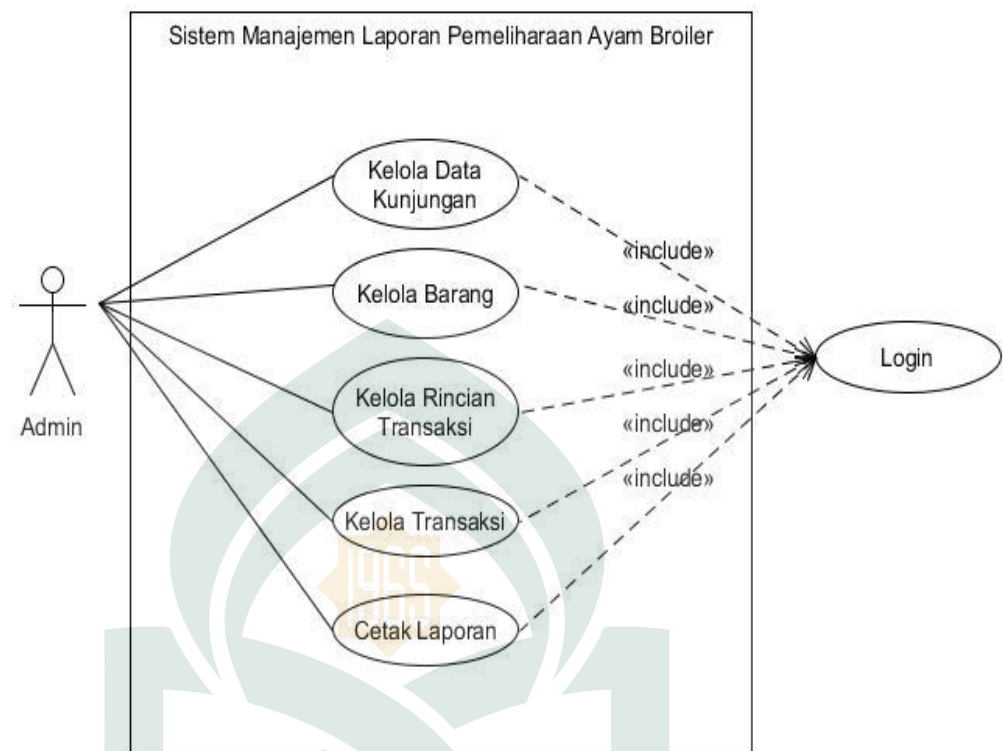 Sistem Manajemen Laporan Pemeliharaan Ayam Broiler
Kelola Data
Kunjungan
«include»
Kelola Barang
«include»
Login
«include»
Kelola Rincian
Transaksi
Admin
«include»
«include»
Kelola Transaksi
1965
Cetak Laporan